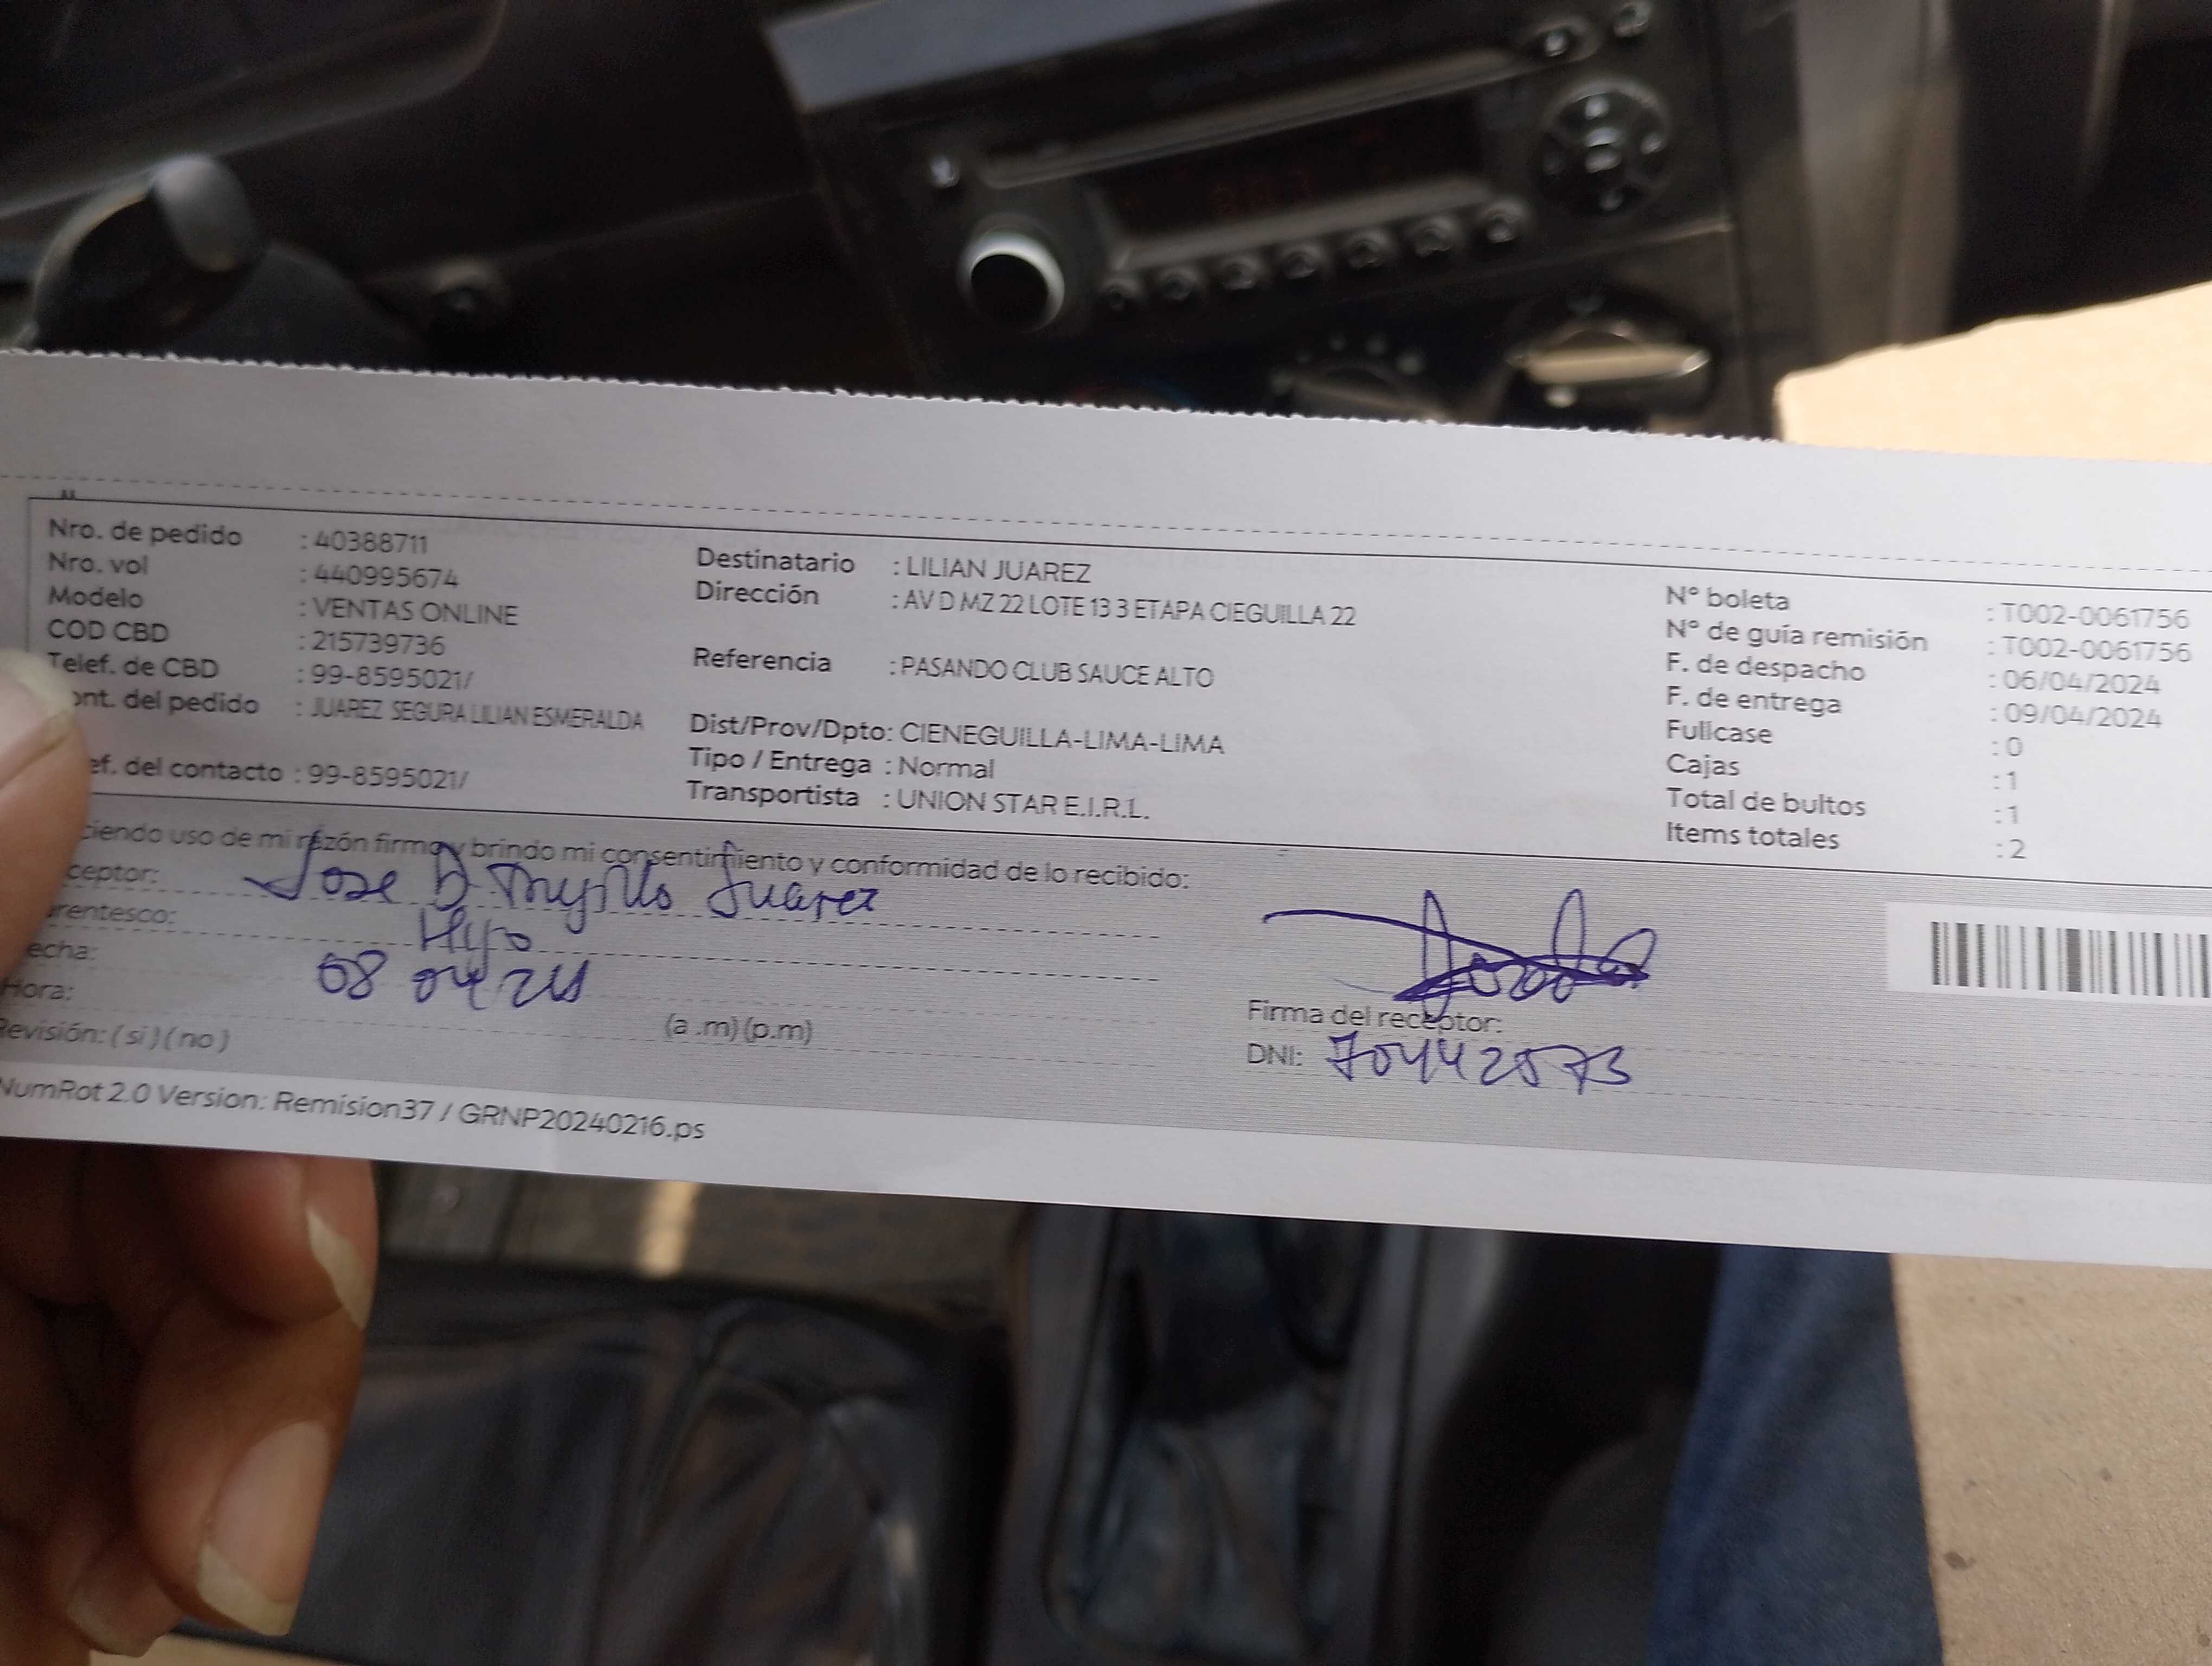 Nro. de pedido : 40388711
Nro. vol : 440995674
Modelo : VENTAS ONLINE
COD CBD : 215739736
Telef. de CBD : 99-8595021/
ont. del pedido : JUAREZ SEGURA LILIAN ESMERALDA
ef. del contacto : 99-8595021/
Destinatario : LILIAN JUAREZ
Dirección : AV D MZ 22 LOTE 13 3 ETAPA CIEGUILLA 22
Referencia : PASANDO CLUB SAUCE ALTO
Dist/Prov/Dpto: CIENEGUILLA-LIMA-LIMA
Tipo / Entrega : Normal
Transportista : UNION STAR E.I.R.L.
N° boleta : T002-0061756
N° de guía remisión : T002-0061756
F. de despacho : 06/04/2024
F. de entrega : 09/04/2024
Fullcase : 0
Cajas : 1
Total de bultos : 1
Items totales : 2
ciendo uso de mi razón firmo y brindo mi consentimiento y conformidad de lo recibido:
ceptor: Jose D Trujillo Juarez
rentesco: Hijo
echa: 08 04 24
Hora: (a .m) (p.m)
Revisión: ( si ) ( no )
Firma del receptor:
DNI: 70442573
NumRot 2.0 Version: Remision37 / GRNP20240216.ps